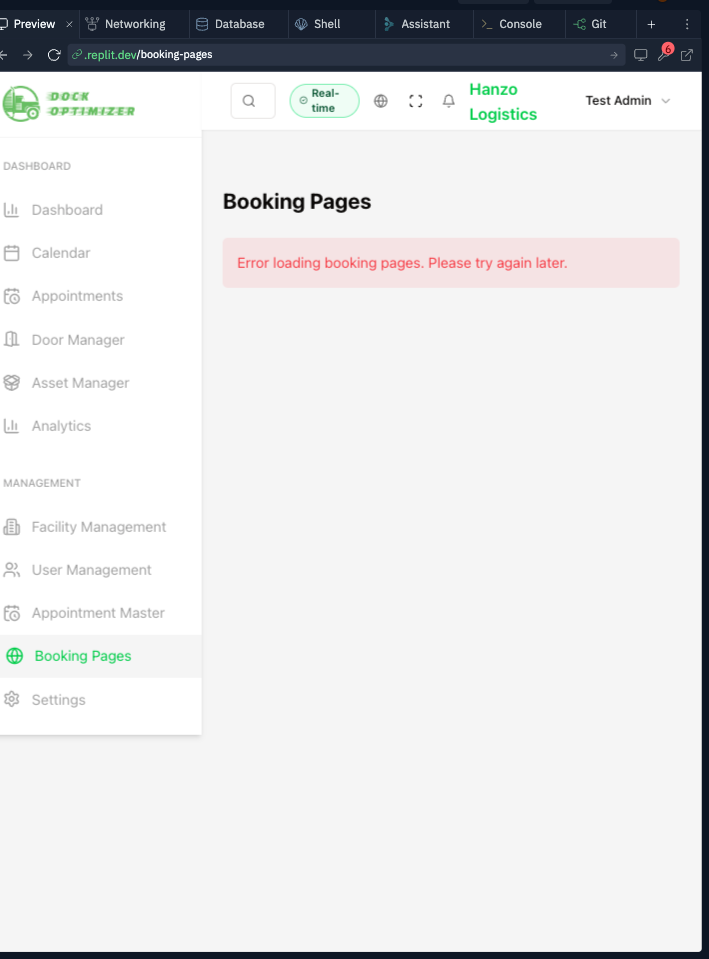 Preview × Networking Database Shell Assistant Console Git + ⋮
.replit.dev/booking-pages
6
DOCK
OPTIMIZER
Real-
time
Hanzo
Logistics
Test Admin
DASHBOARD
Dashboard
Calendar
Appointments
Door Manager
Asset Manager
Analytics
MANAGEMENT
Facility Management
User Management
Appointment Master
Booking Pages
Settings
Booking Pages
Error loading booking pages. Please try again later.